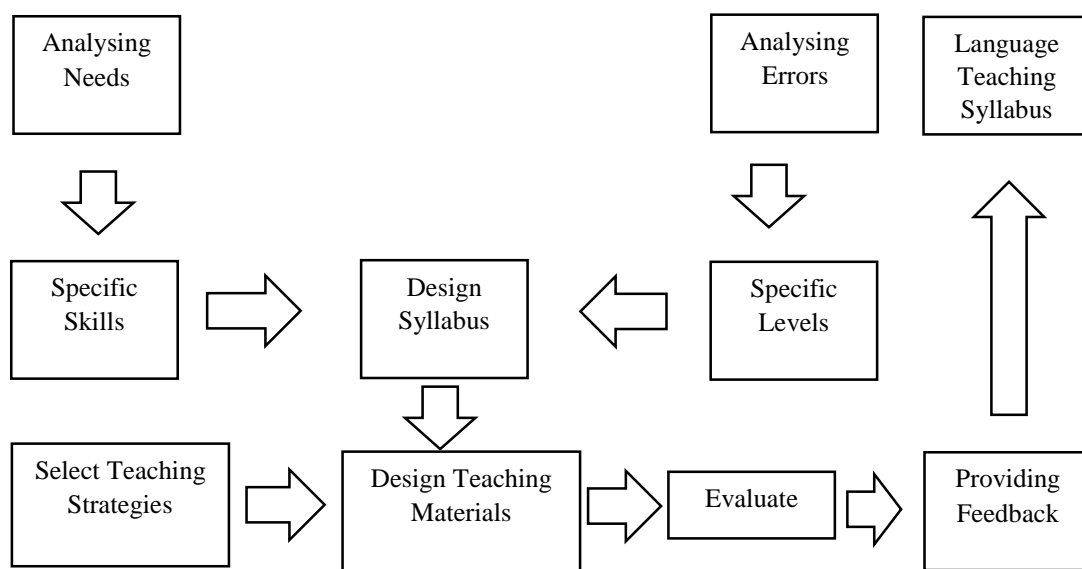 Analysing
Needs
Analysing
Errors
Language
Teaching
Syllabus
Specific
Skills
Design
Syllabus
Specific
Levels
Select Teaching
Strategies
Design Teaching
Materials
Evaluate
Providing
Feedback